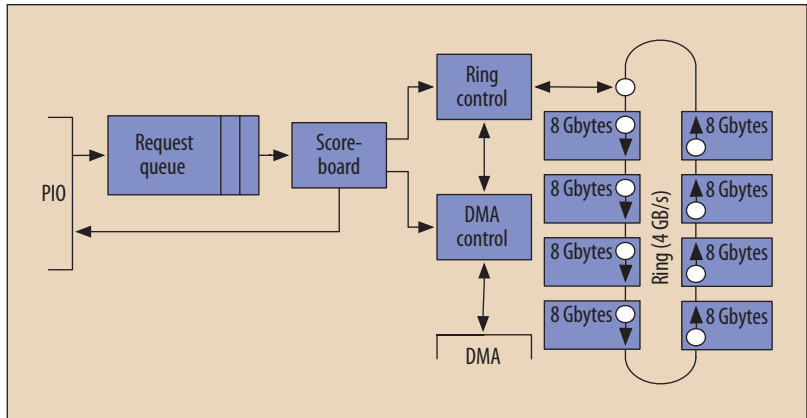 PIO
Request
queue
Score-
board
Ring
control
DMA
control
DMA
8 Gbytes
8 Gbytes
8 Gbytes
8 Gbytes
Ring (4 GB/s)
8 Gbytes
8 Gbytes
8 Gbytes
8 Gbytes